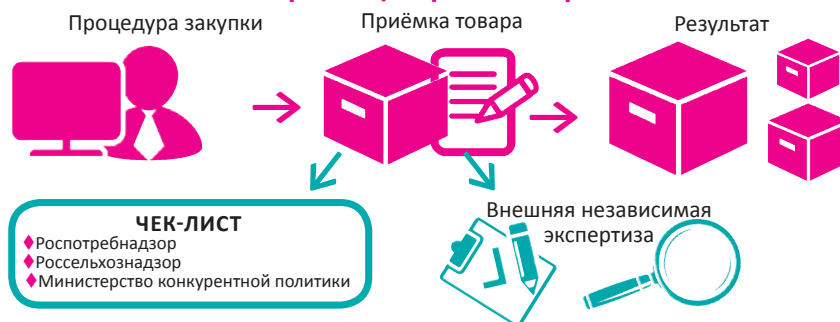 Процедура закупки
Приёмка товара
Результат
ЧЕК-ЛИСТ
♦Роспотребнадзор
♦Россельхознадзор
♦Министерство конкурентной политики
Внешняя независимая
экспертиза